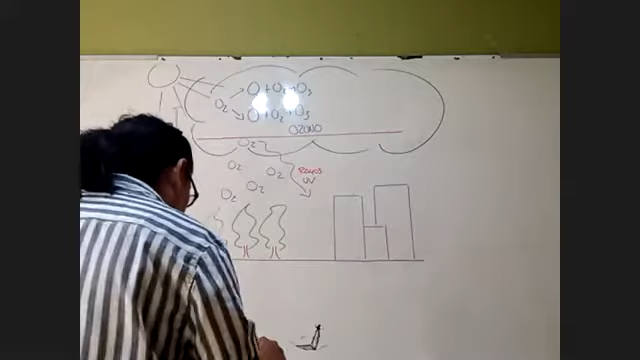 O + O₂ → O₃
O₂
O + O₂ → O₃
OZONO
O₂
O₂
O₂
RAYOS
UV
O₂
O₂